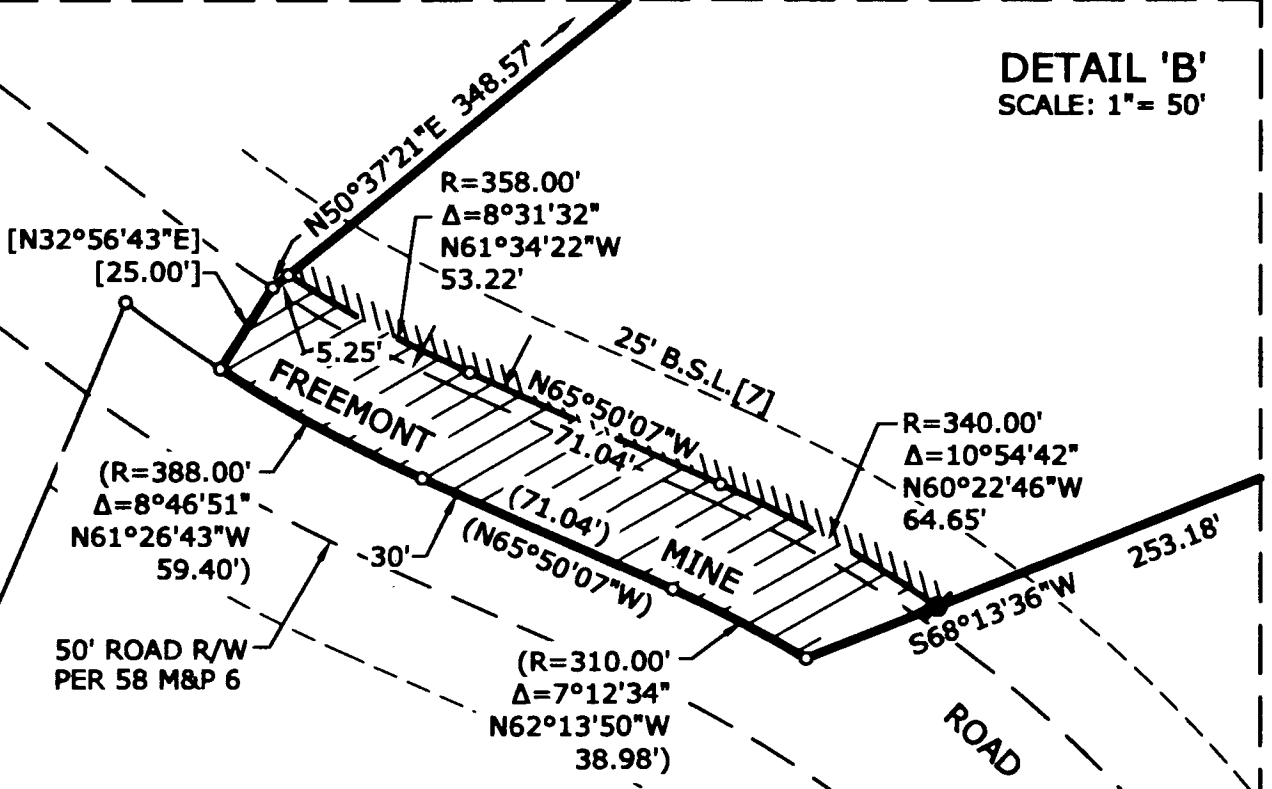 DETAIL 'B'
SCALE: 1"= 50'
N50°37'21"E 348.57'
R=358.00'
Δ=8°31'32"
N61°34'22"W
53.22'
[N32°56'43"E]
[25.00']
5.25'
25' B.S.L.[7]
FREEMONT
N65°50'07"W
71.04'
R=340.00'
Δ=10°54'42"
N60°22'46"W
64.65'
(R=388.00'
Δ=8°46'51"
N61°26'43"W
59.40')
(71.04')
(N65°50'07"W)
MINE
30'
253.18'
S68°13'36"W
50' ROAD R/W
PER 58 M&P 6
(R=310.00'
Δ=7°12'34"
N62°13'50"W
38.98')
ROAD